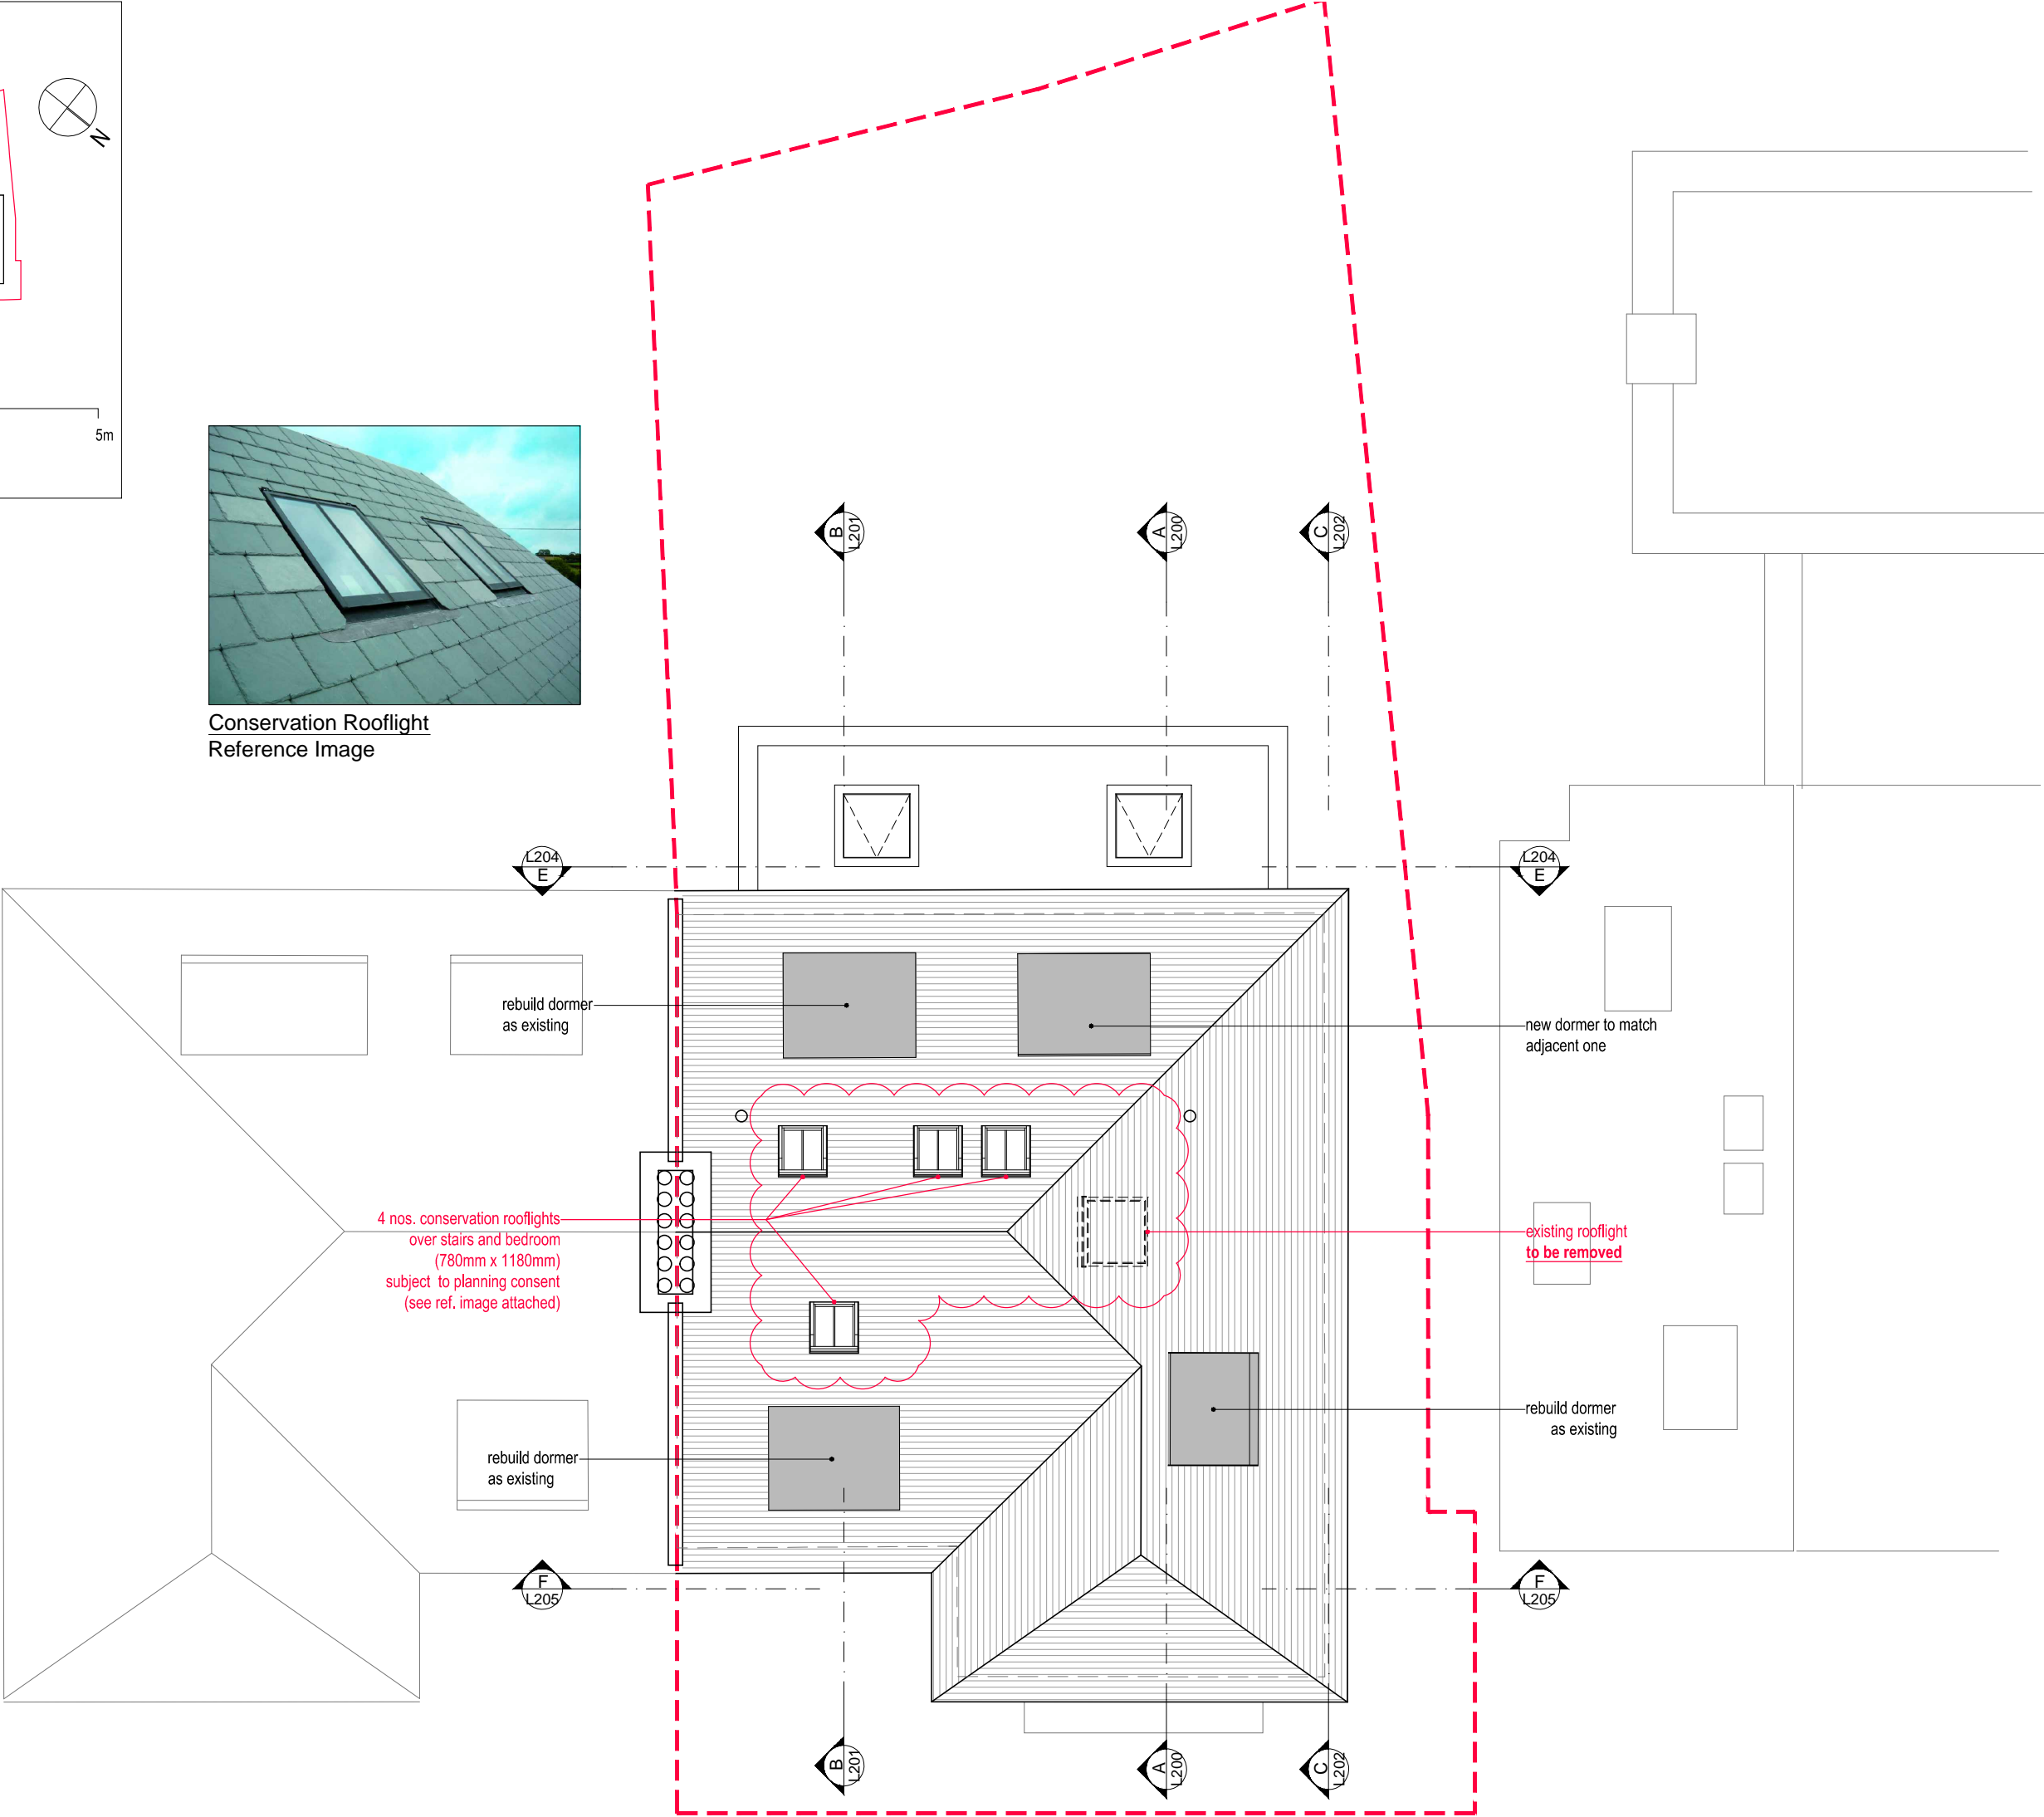 N
5m
Conservation Rooflight
Reference Image
B
L201
A
L200
C
L202
L204
E
L204
E
rebuild dormer
as existing
new dormer to match
adjacent one
4 nos. conservation rooflights
over stairs and bedroom
(780mm x 1180mm)
subject to planning consent
(see ref. image attached)
existing rooflight
to be removed
rebuild dormer
as existing
rebuild dormer
as existing
F
L205
F
L205
B
L201
A
L200
C
L202